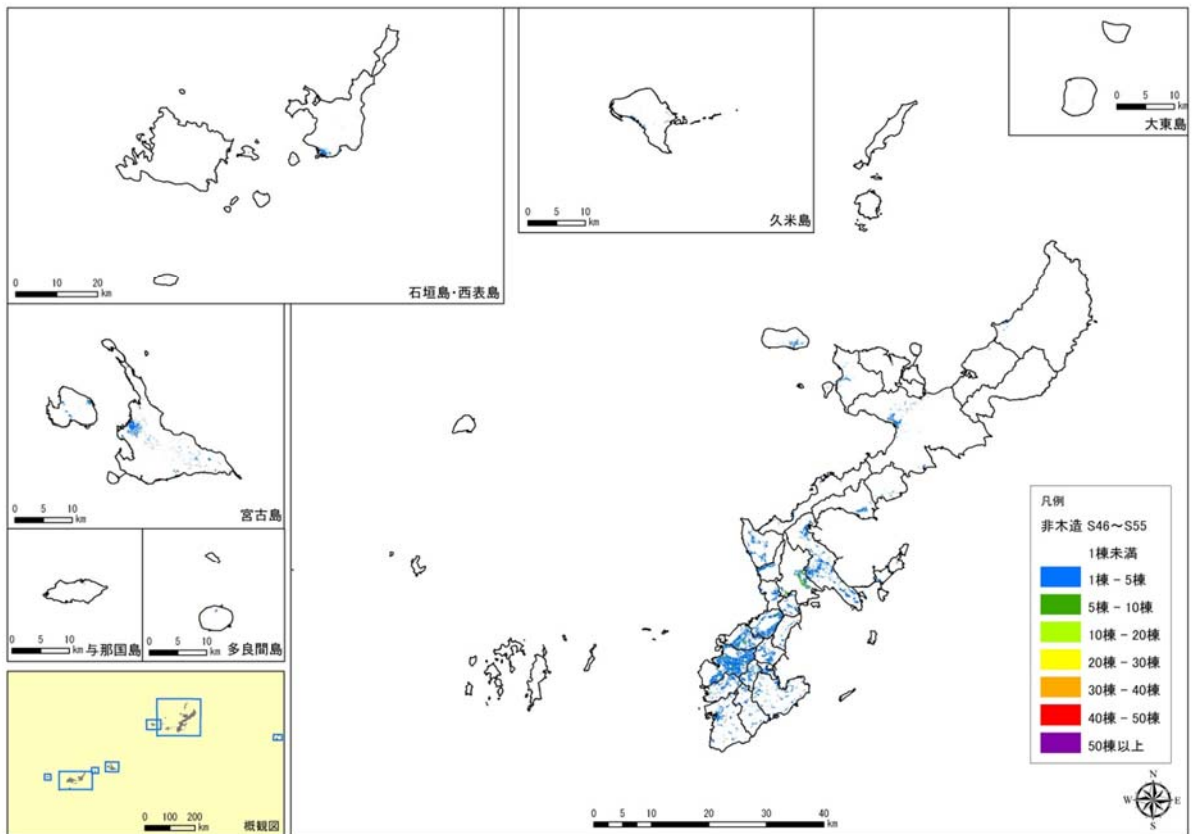 0 10 20
km
石垣島・西表島
0 5 10
km
久米島
0 5 10
km
大東島
0 5 10
km
宮古島
0 5 10
km
与那国島
0 5 10
km
多良間島
0 100 200
km
概観図
凡例
非木造 S46～S55
1棟未満
1棟 - 5棟
5棟 - 10棟
10棟 - 20棟
20棟 - 30棟
30棟 - 40棟
40棟 - 50棟
50棟以上
N
W E
S
0 5 10 20 30 40
km